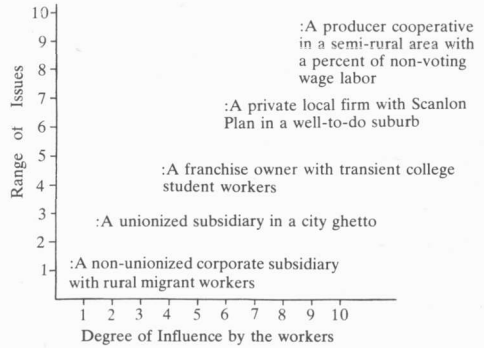 10-
9-
8-
7-
6-
5-
4-
3-
2-
1-
Range of Issues
:A producer cooperative
in a semi-rural area with
a percent of non-voting
wage labor
:A private local firm with Scanlon
Plan in a well-to-do suburb
:A franchise owner with transient college
student workers
:A unionized subsidiary in a city ghetto
:A non-unionized corporate subsidiary
with rural migrant workers
1 2 3 4 5 6 7 8 9 10
Degree of Influence by the workers